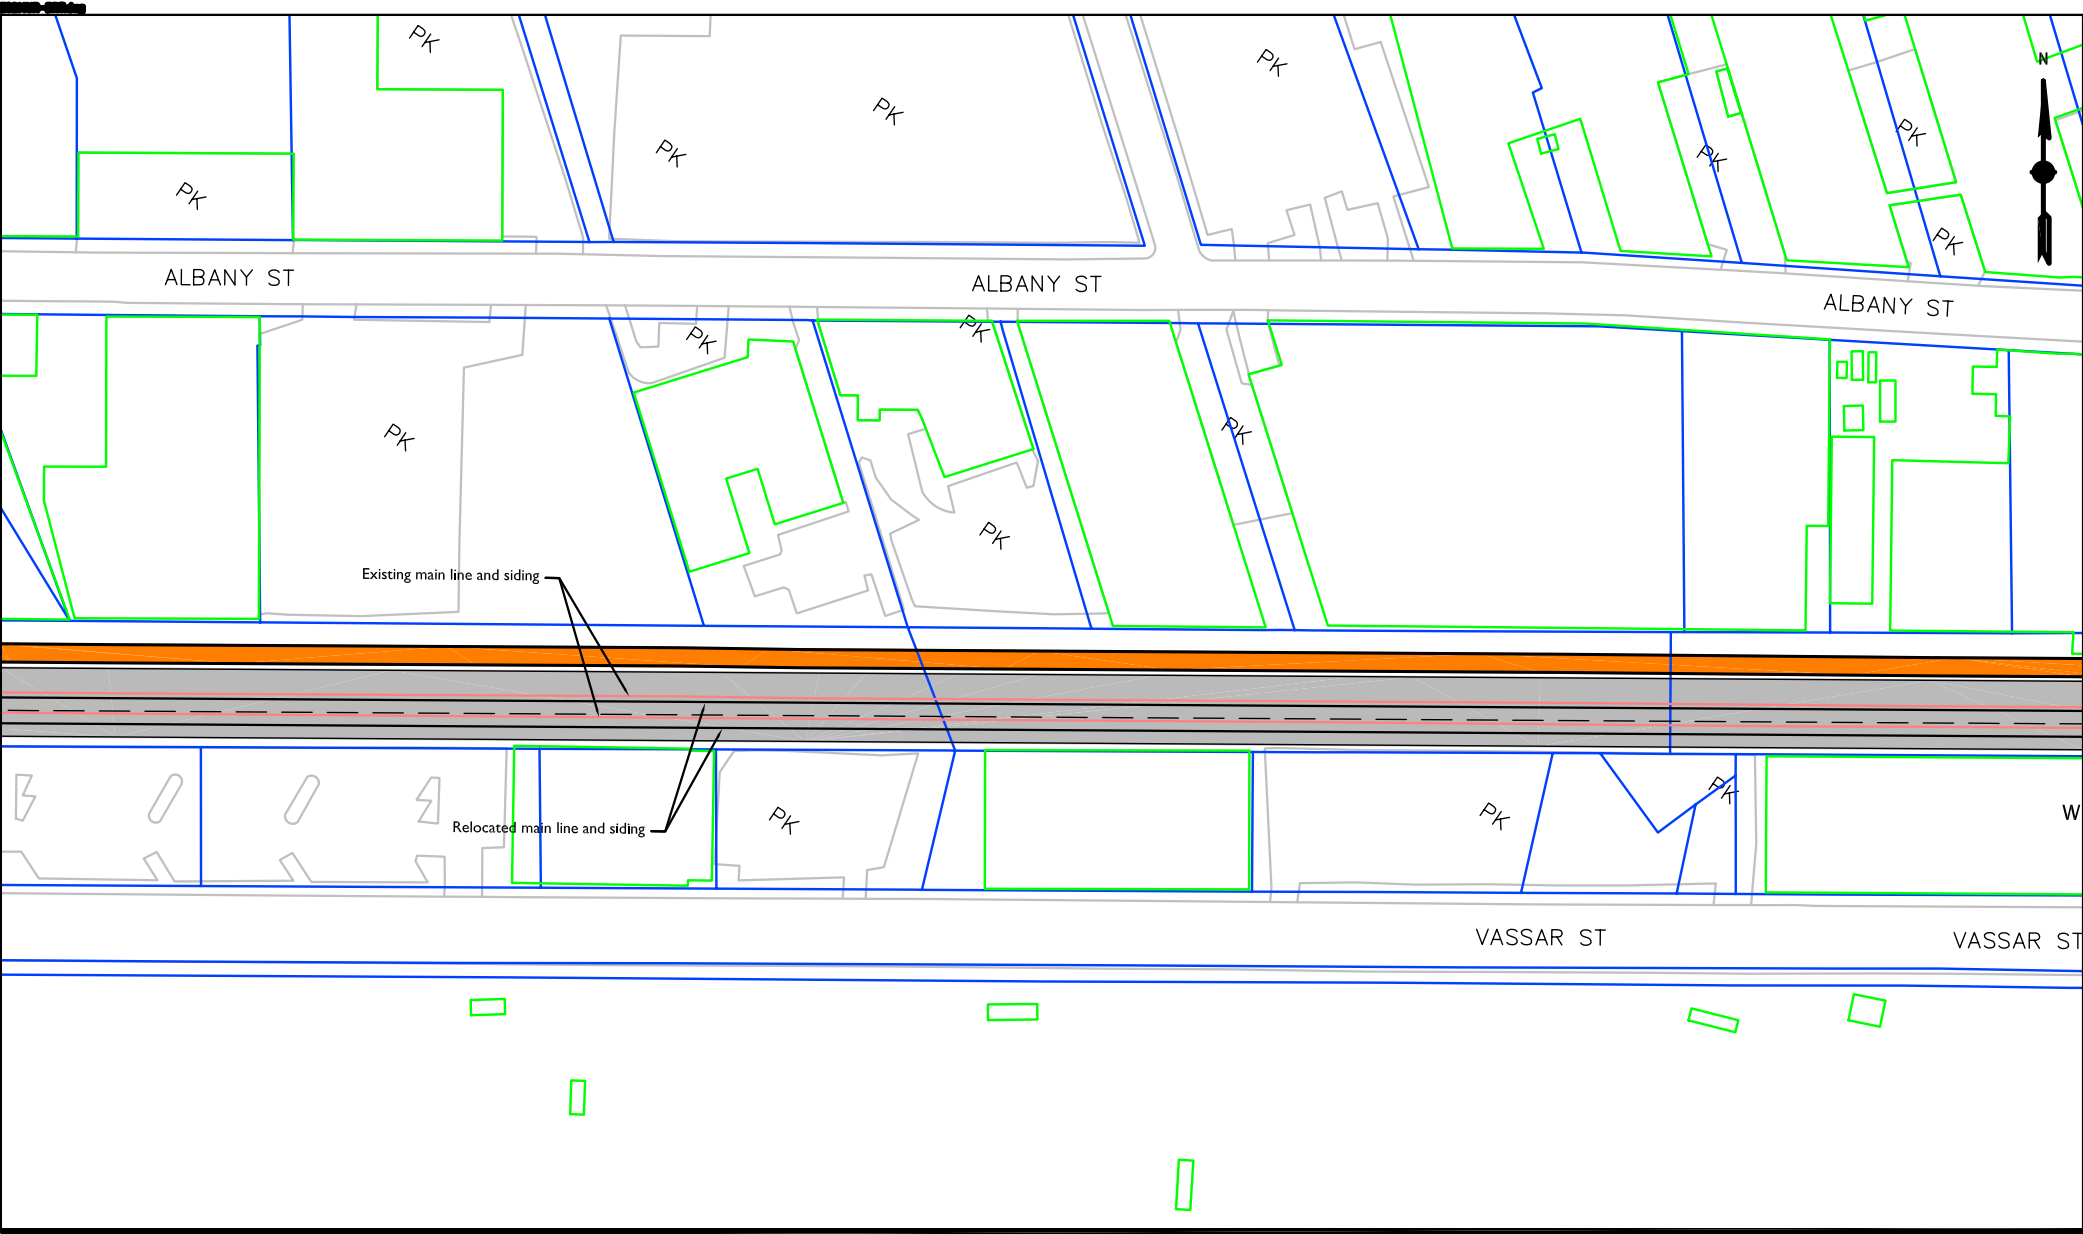 PK
N
PK
PK
PK
PK
PK
PK
PK
PK
ALBANY ST
ALBANY ST
ALBANY ST
PK
PK
PK
PK
PK
Existing main line and siding
PK
PK
PK
W
Relocated main line and siding
VASSAR ST
VASSAR ST